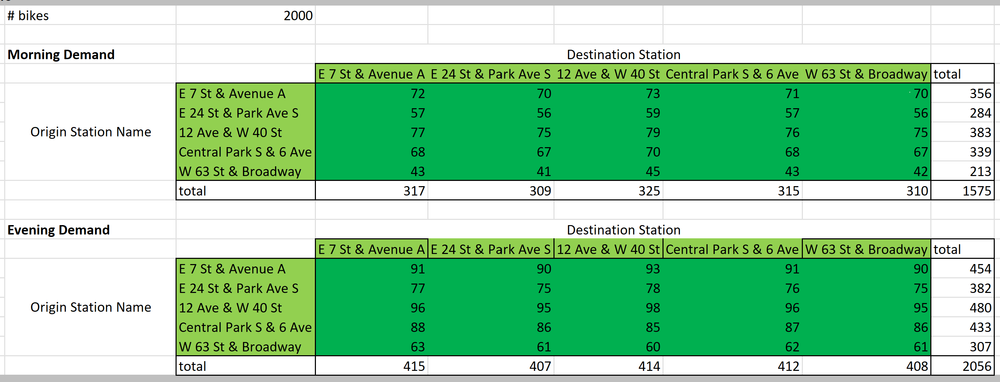 # bikes 2000
Morning Demand Destination Station
E 7 St & Avenue A E 24 St & Park Ave S 12 Ave & W 40 St Central Park S & 6 Ave W 63 St & Broadway total
E 7 St & Avenue A 72 70 73 71 70 356
E 24 St & Park Ave S 57 56 59 57 56 284
Origin Station Name 12 Ave & W 40 St 77 75 79 76 75 383
Central Park S & 6 Ave 68 67 70 68 67 339
W 63 St & Broadway 43 41 45 43 42 213
total 317 309 325 315 310 1575
Evening Demand Destination Station
E 7 St & Avenue A E 24 St & Park Ave S 12 Ave & W 40 St Central Park S & 6 Ave W 63 St & Broadway total
E 7 St & Avenue A 91 90 93 91 90 454
E 24 St & Park Ave S 77 75 78 76 75 382
Origin Station Name 12 Ave & W 40 St 96 95 98 96 95 480
Central Park S & 6 Ave 88 86 85 87 86 433
W 63 St & Broadway 63 61 60 62 61 307
total 415 407 414 412 408 2056